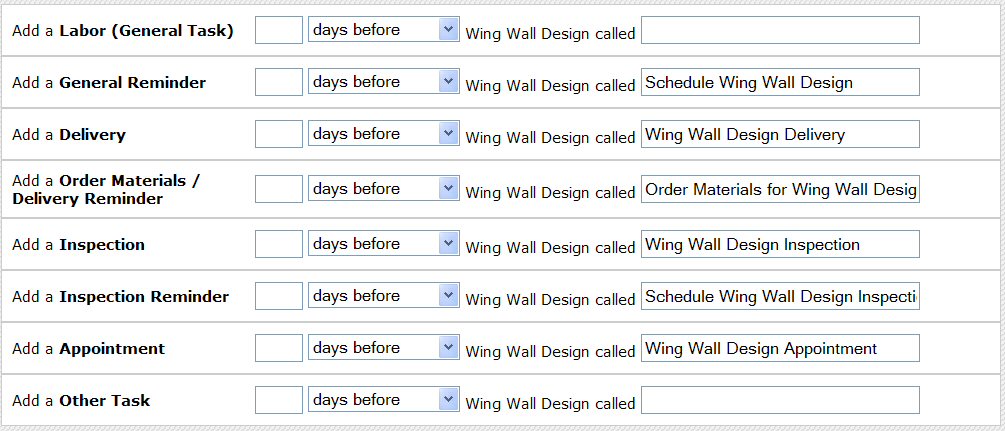 Add a Labor (General Task) days before Wing Wall Design called
Add a General Reminder days before Wing Wall Design called Schedule Wing Wall Design
Add a Delivery days before Wing Wall Design called Wing Wall Design Delivery
Add a Order Materials /
Delivery Reminder days before Wing Wall Design called Order Materials for Wing Wall Desig
Add a Inspection days before Wing Wall Design called Wing Wall Design Inspection
Add a Inspection Reminder days before Wing Wall Design called Schedule Wing Wall Design Inspecti
Add a Appointment days before Wing Wall Design called Wing Wall Design Appointment
Add a Other Task days before Wing Wall Design called